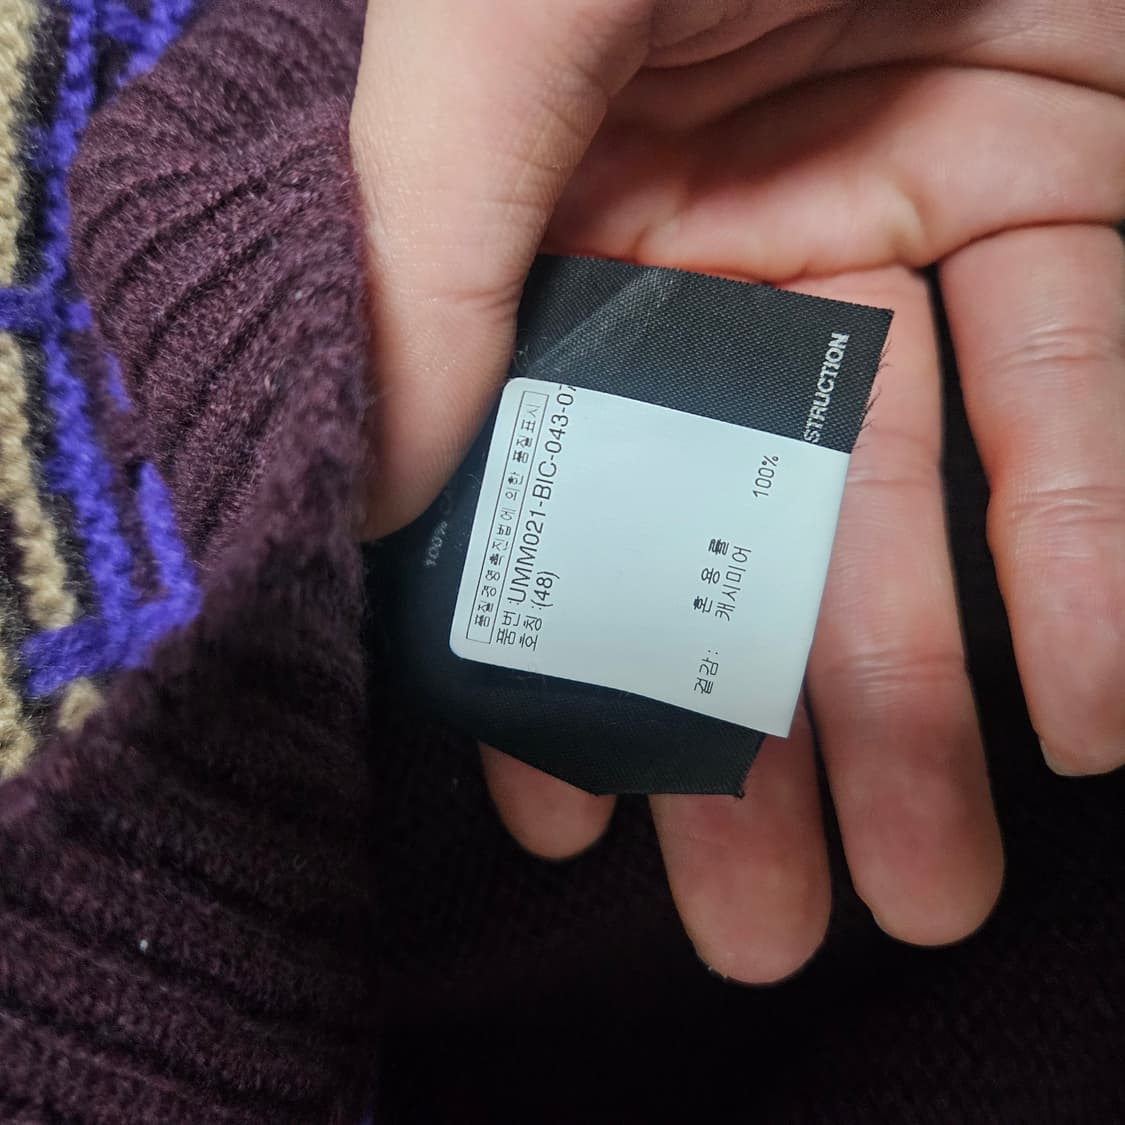 품질경영촉진법에 의한 품질표시
품번:UMM021-BIC-043-07
호칭:(48)
겉감: 혼 용 률
캐시미어 100%
STRUCTION
100%